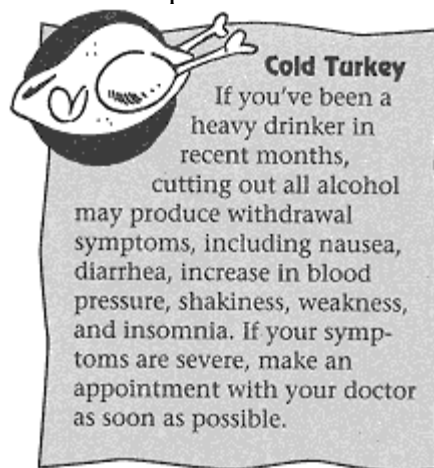 Cold Turkey
If you've been a
heavy drinker in
recent months,
cutting out all alcohol
may produce withdrawal
symptoms, including nausea,
diarrhea, increase in blood
pressure, shakiness, weakness,
and insomnia. If your symp-
toms are severe, make an
appointment with your doctor
as soon as possible.